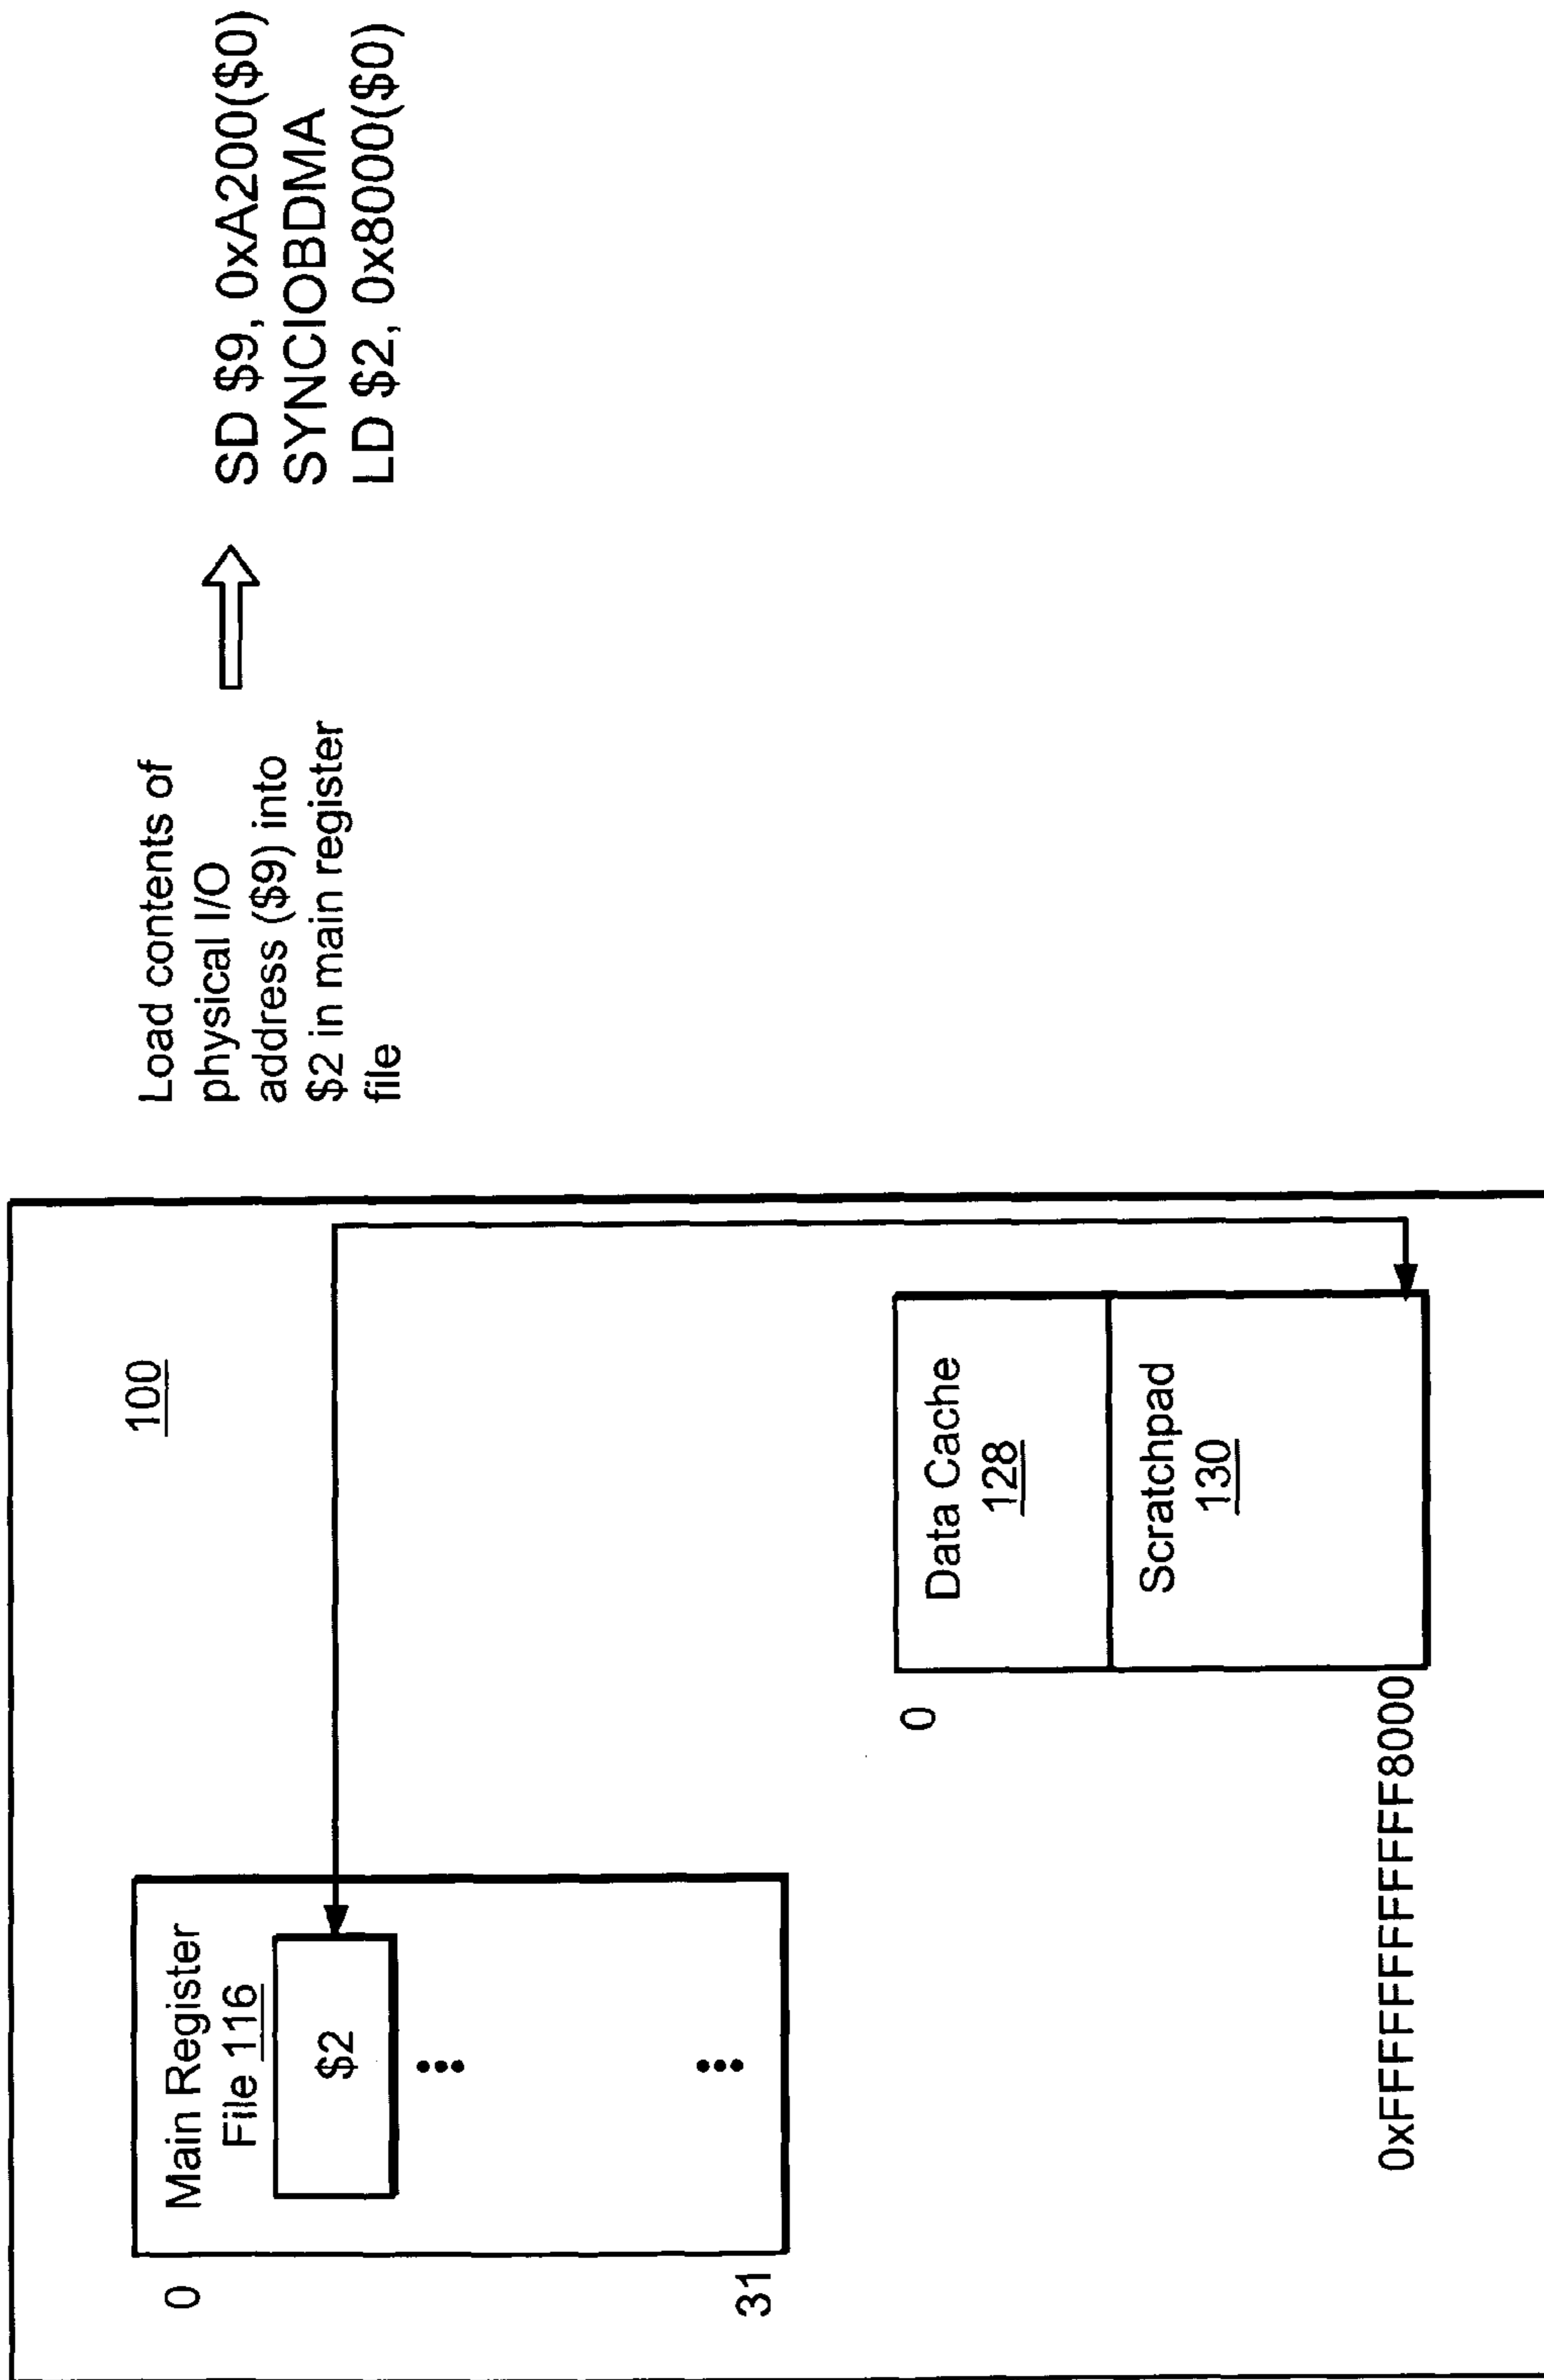 100
0
Main Register
File 116
$2
31
0
Data Cache
128
Scratchpad
130
0xFFFFFFFFFFFF8000
Load contents of
physical I/O
address ($9) into
$2 in main register
file
SD $9, 0xA200($0)
SYNCIOBDMA
LD $2, 0x8000($0)